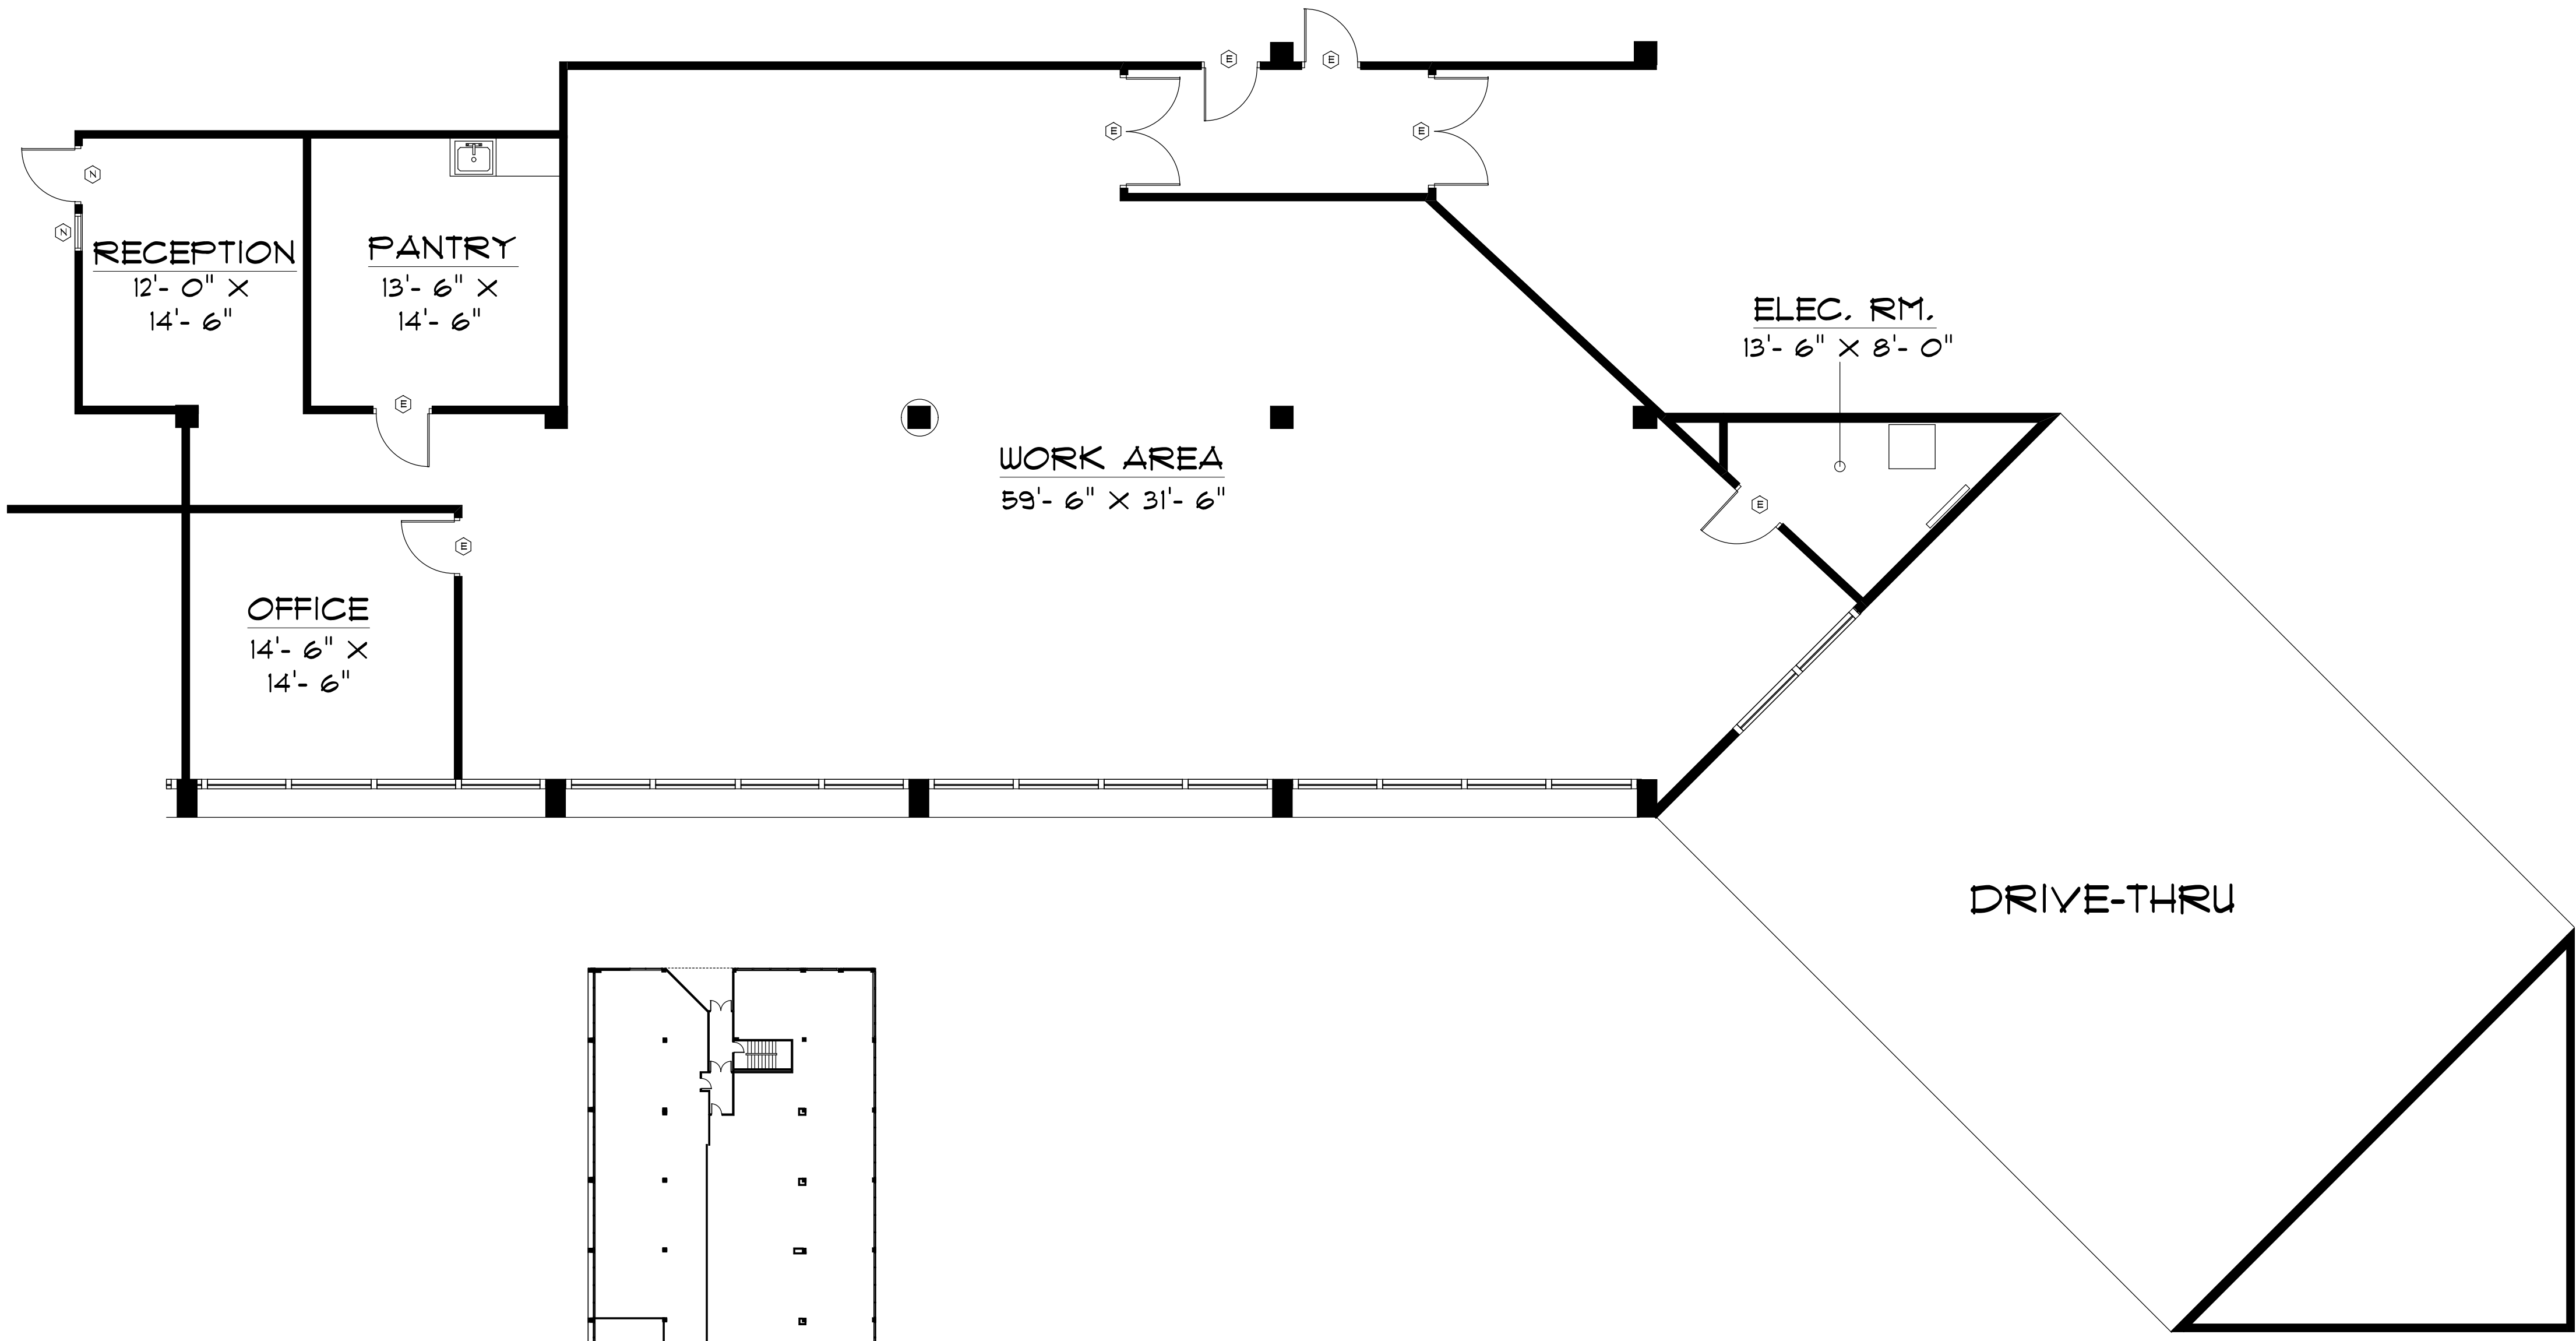 E
E
E
E
N
N
RECEPTION
12'- 0" X
14'- 6"
PANTRY
13'- 6" X
14'- 6"
E
ELEC. RM.
13'- 6" X 8'- 0"
WORK AREA
59'- 6" X 31'- 6"
E
E
OFFICE
14'- 6" X
14'- 6"
DRIVE-THRU